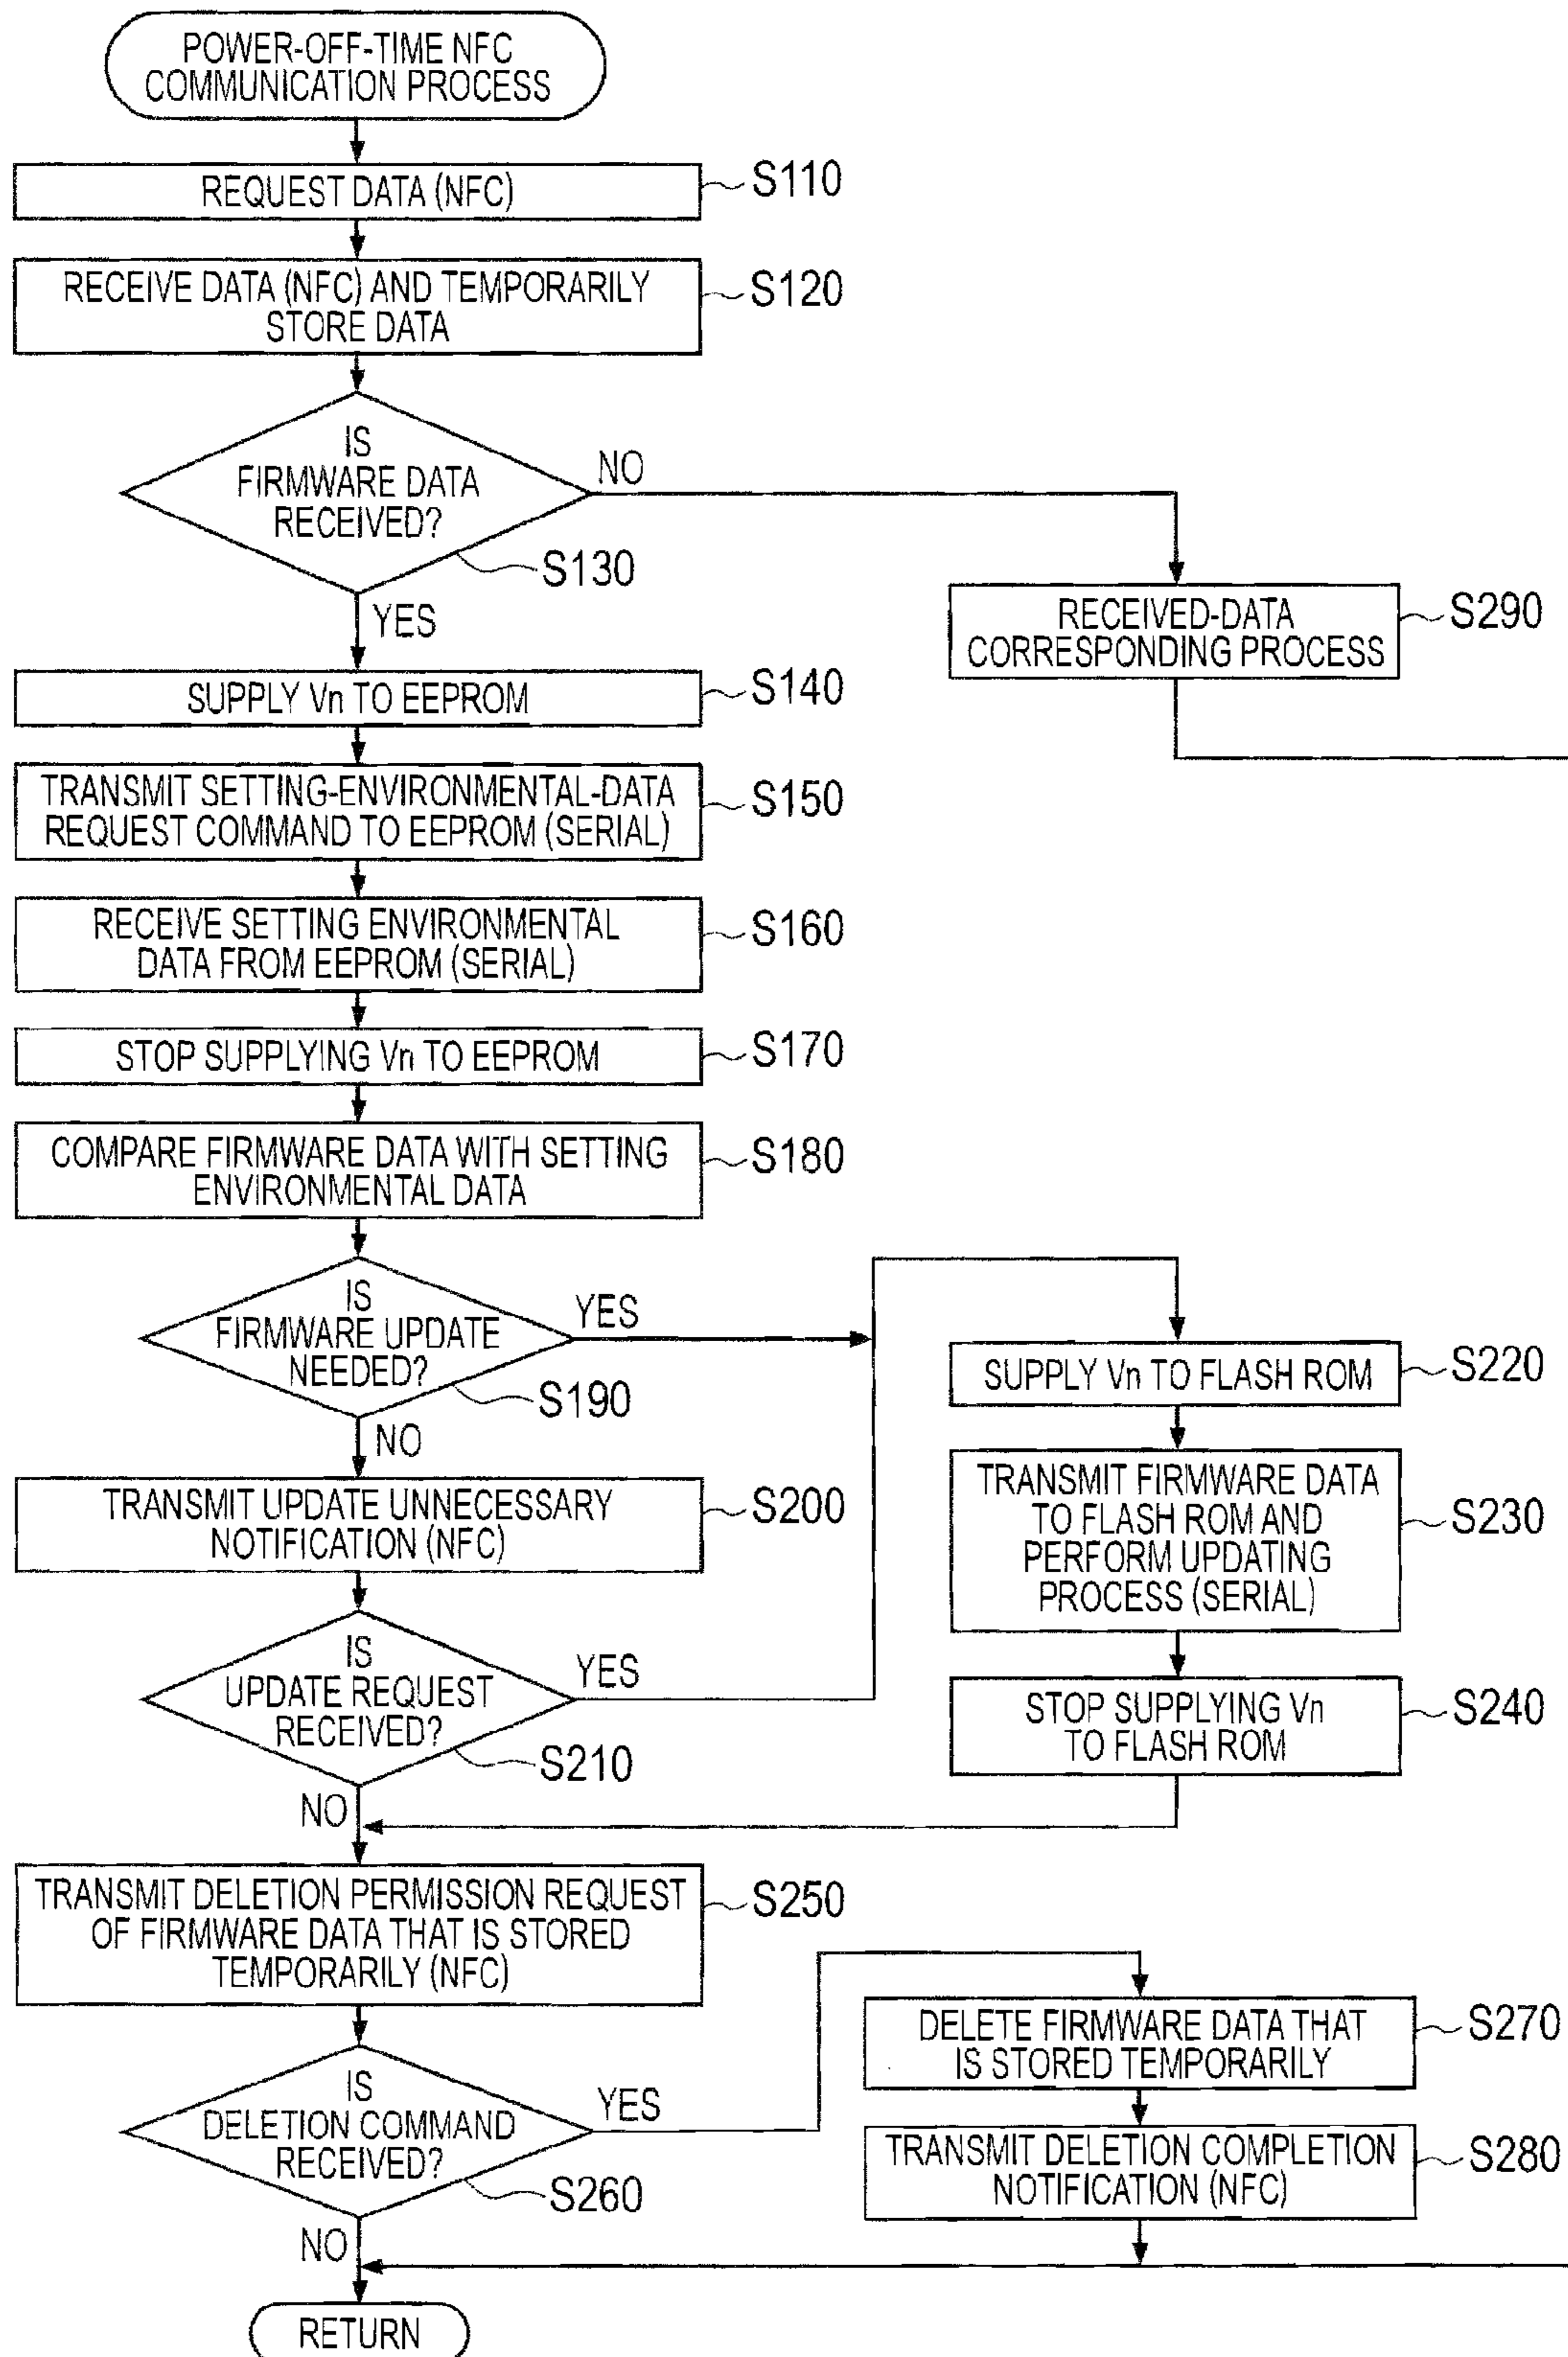 POWER-OFF-TIME NFC
COMMUNICATION PROCESS
REQUEST DATA (NFC)
S110
RECEIVE DATA (NFC) AND TEMPORARILY
STORE DATA
S120
IS
FIRMWARE DATA
RECEIVED?
S130
NO
YES
RECEIVED-DATA
CORRESPONDING PROCESS
S290
SUPPLY Vn TO EEPROM
S140
TRANSMIT SETTING-ENVIRONMENTAL-DATA
REQUEST COMMAND TO EEPROM (SERIAL)
S150
RECEIVE SETTING ENVIRONMENTAL
DATA FROM EEPROM (SERIAL)
S160
STOP SUPPLYING Vn TO EEPROM
S170
COMPARE FIRMWARE DATA WITH SETTING
ENVIRONMENTAL DATA
S180
IS
FIRMWARE UPDATE
NEEDED?
S190
YES
NO
TRANSMIT UPDATE UNNECESSARY
NOTIFICATION (NFC)
S200
IS
UPDATE REQUEST
RECEIVED?
S210
YES
NO
SUPPLY Vn TO FLASH ROM
S220
TRANSMIT FIRMWARE DATA
TO FLASH ROM AND
PERFORM UPDATING
PROCESS (SERIAL)
S230
STOP SUPPLYING Vn
TO FLASH ROM
S240
TRANSMIT DELETION PERMISSION REQUEST
OF FIRMWARE DATA THAT IS STORED
TEMPORARILY (NFC)
S250
IS
DELETION COMMAND
RECEIVED?
S260
YES
NO
DELETE FIRMWARE DATA THAT
IS STORED TEMPORARILY
S270
TRANSMIT DELETION COMPLETION
NOTIFICATION (NFC)
S280
RETURN